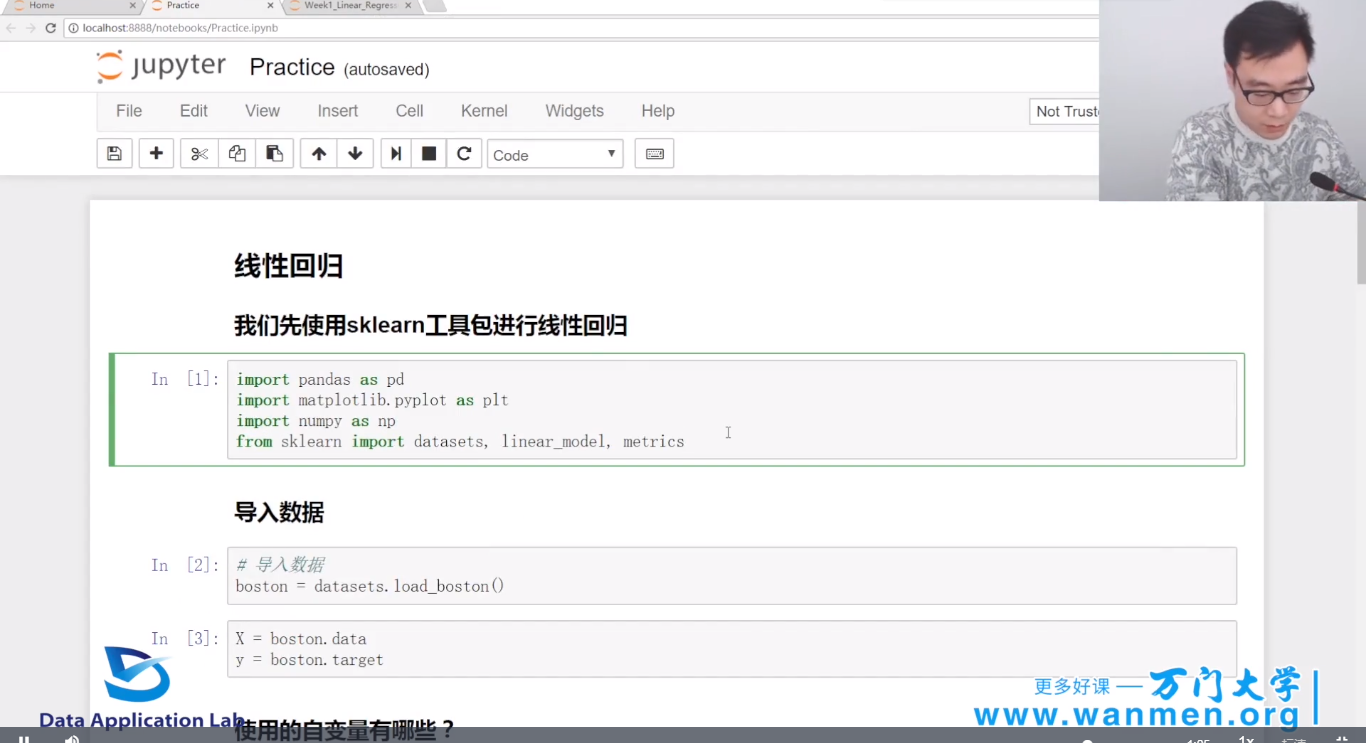 Home
Practice
Week1_Linear_Regress
localhost:8888/notebooks/Practice.ipynb
jupyter Practice (autosaved)
File Edit View Insert Cell Kernel Widgets Help
Not Trust
Code
线性回归
我们先使用sklearn工具包进行线性回归
In [1]:
import pandas as pd
import matplotlib.pyplot as plt
import numpy as np
from sklearn import datasets, linear_model, metrics
导入数据
In [2]:
# 导入数据
boston = datasets.load_boston()
In [3]:
X = boston.data
y = boston.target
使用的自变量有哪些？
Data Application Lab
更多好课 — 万门大学
www.wanmen.org
1x